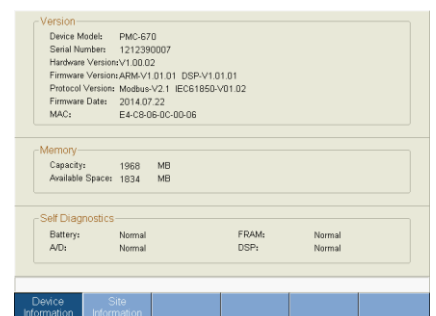 Version
Device Model: PMC-670
Serial Number: 1212390007
Hardware Version:V1.00.02
Firmware Version:ARM-V1.01.01 DSP-V1.01.01
Protocol Version: Modbus-V2.1 IEC61850-V01.02
Firmware Date: 2014.07.22
MAC: E4-C8-06-0C-00-06
Memory
Capacity: 1968 MB
Available Space: 1834 MB
Self Diagnostics
Battery: Normal FRAM: Normal
A/D: Normal DSP: Normal
Device Information Site Information